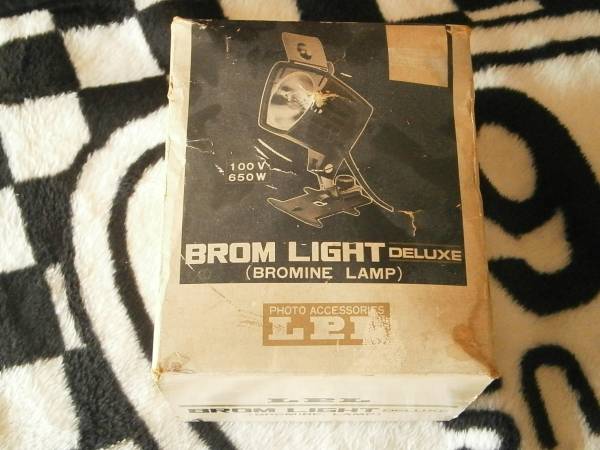 100V
650W
BROM LIGHT DELUXE
(BROMINE LAMP)
PHOTO ACCESSORIES
LPL
LPL
BROM LIGHT DELUXE
(BROMINE LAMP)